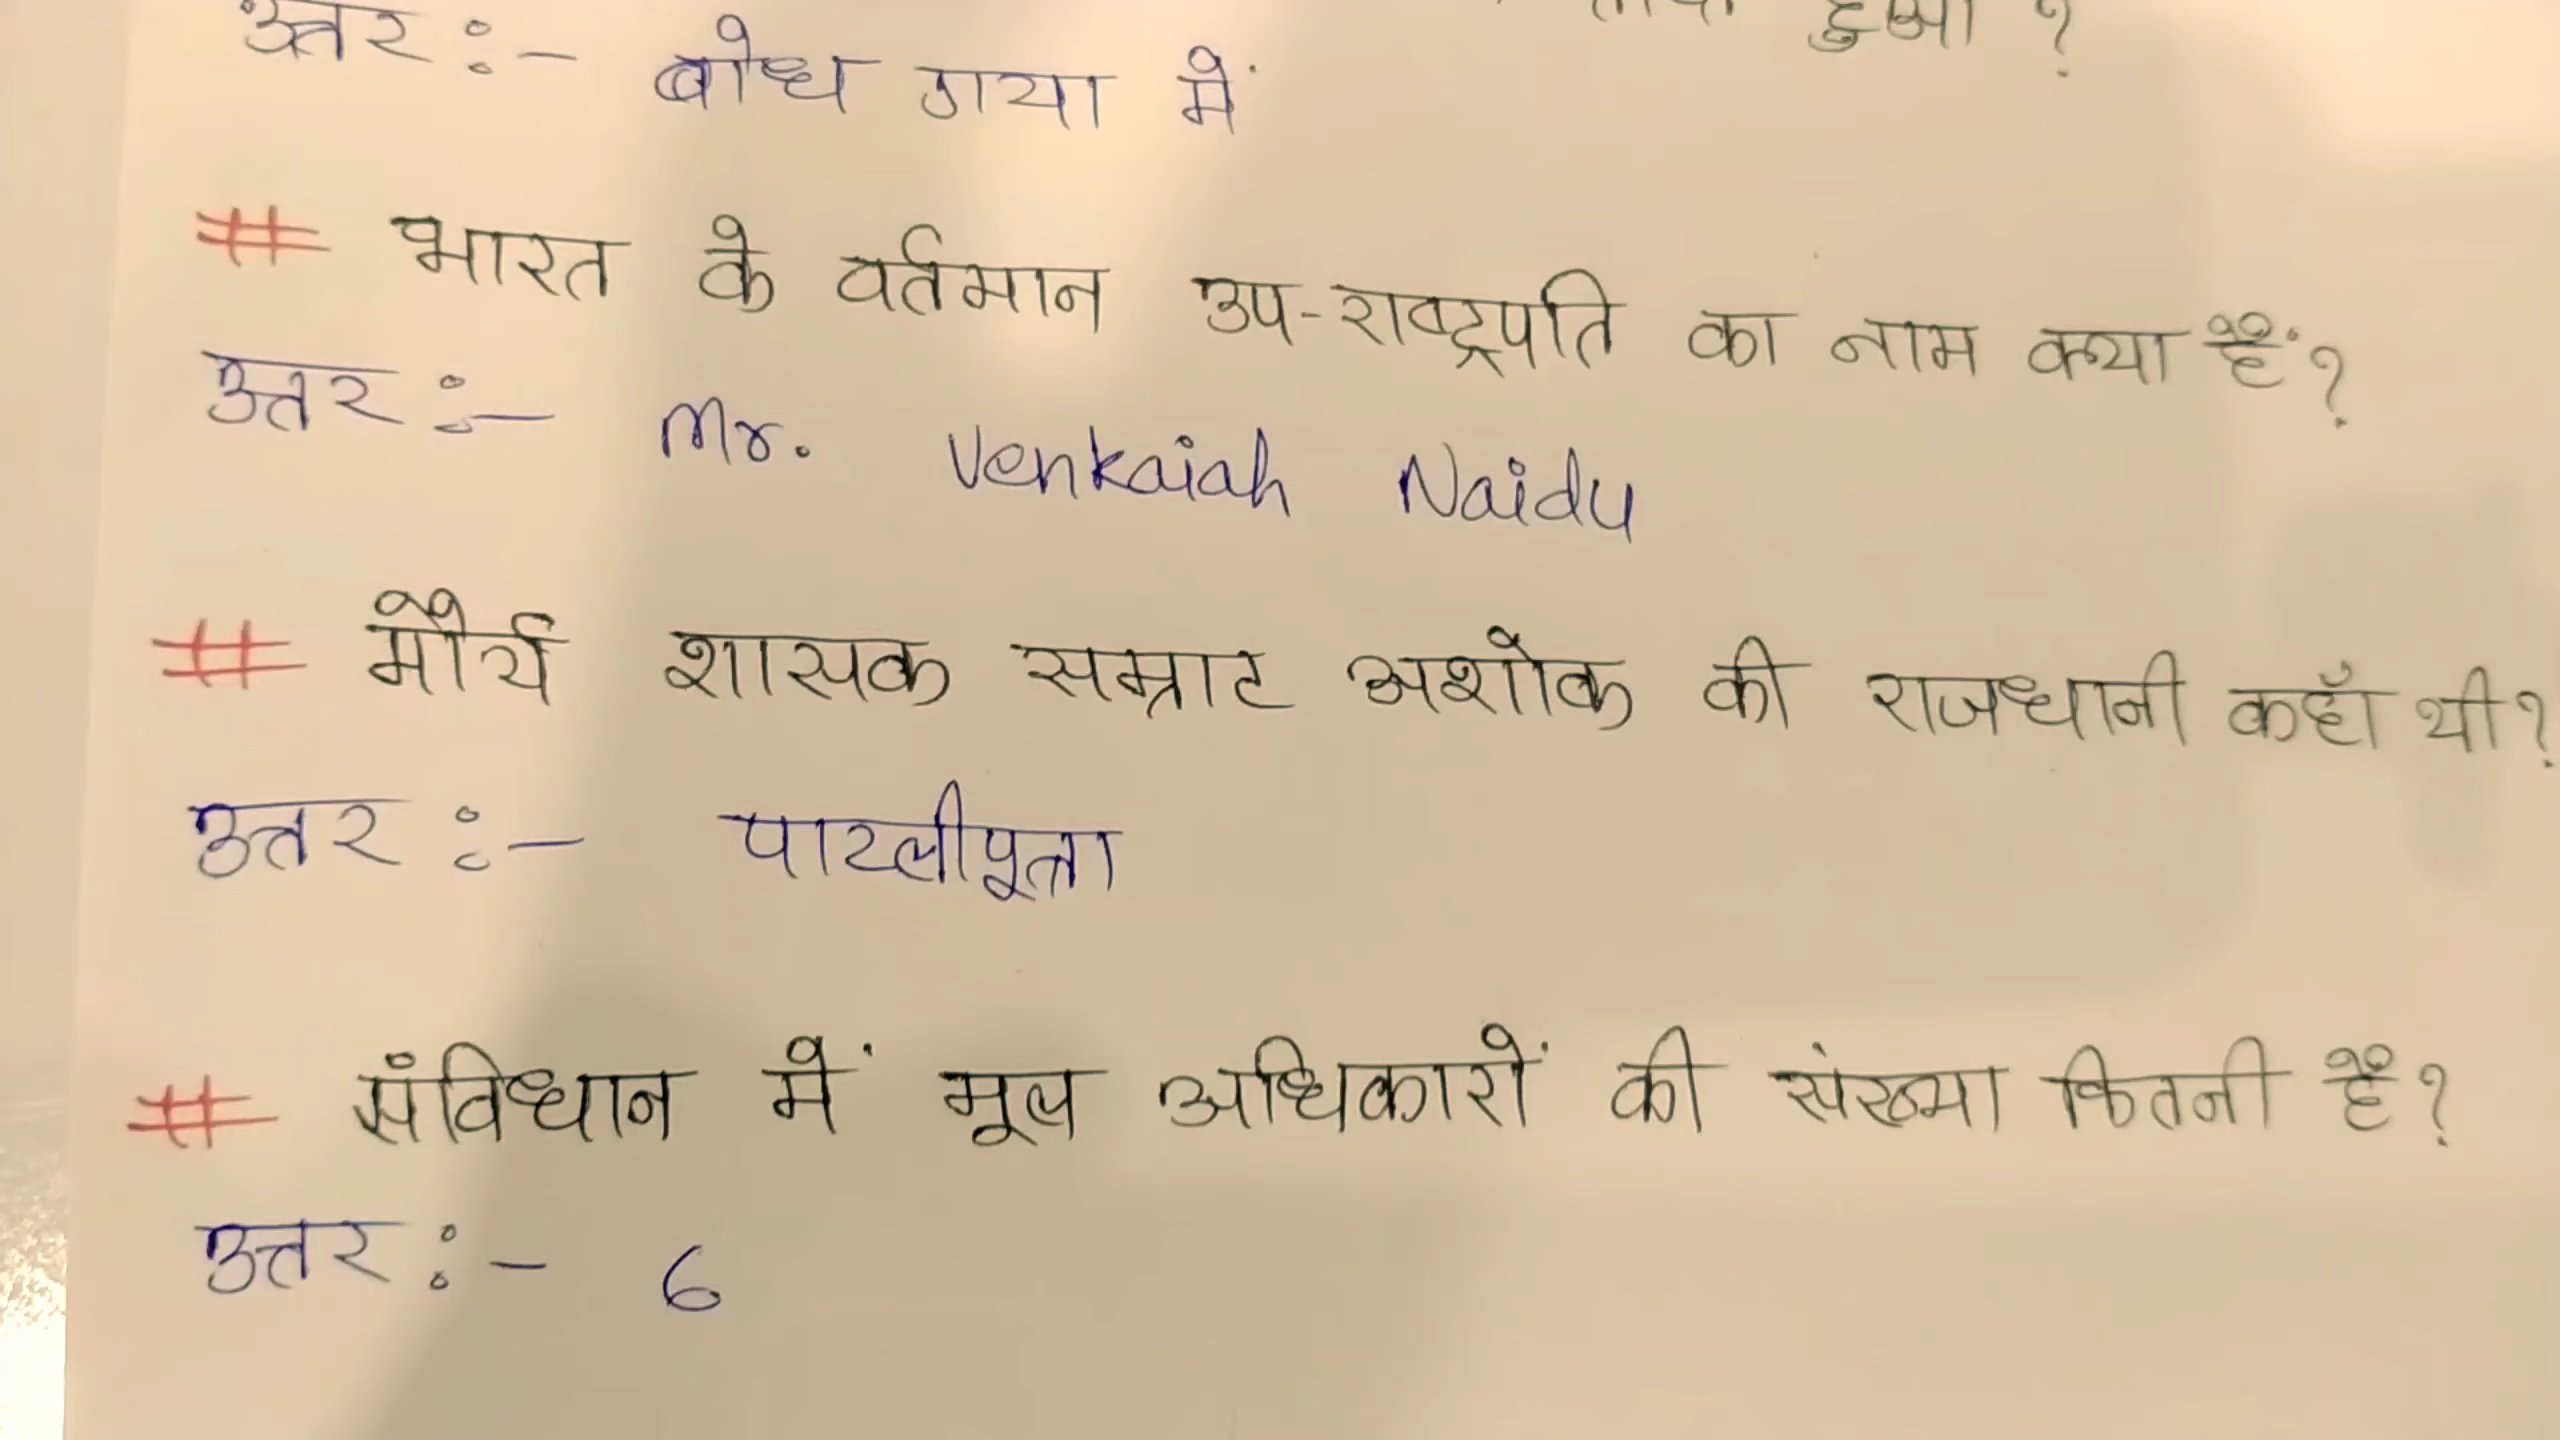 हुआ ?
उत्तर :- बोध गया में
# भारत के वर्तमान उप-राष्ट्रपति का नाम क्या हैं ?
उत्तर :- Mr. Venkaiah Naidu
# मौर्य शासक सम्राट अशोक की राजधानी कहाँ थी ?
उत्तर :- पाटलीपूत्रा
# संविधान में मूल अधिकारों की संख्या कितनी हैं ?
उत्तर :- 6